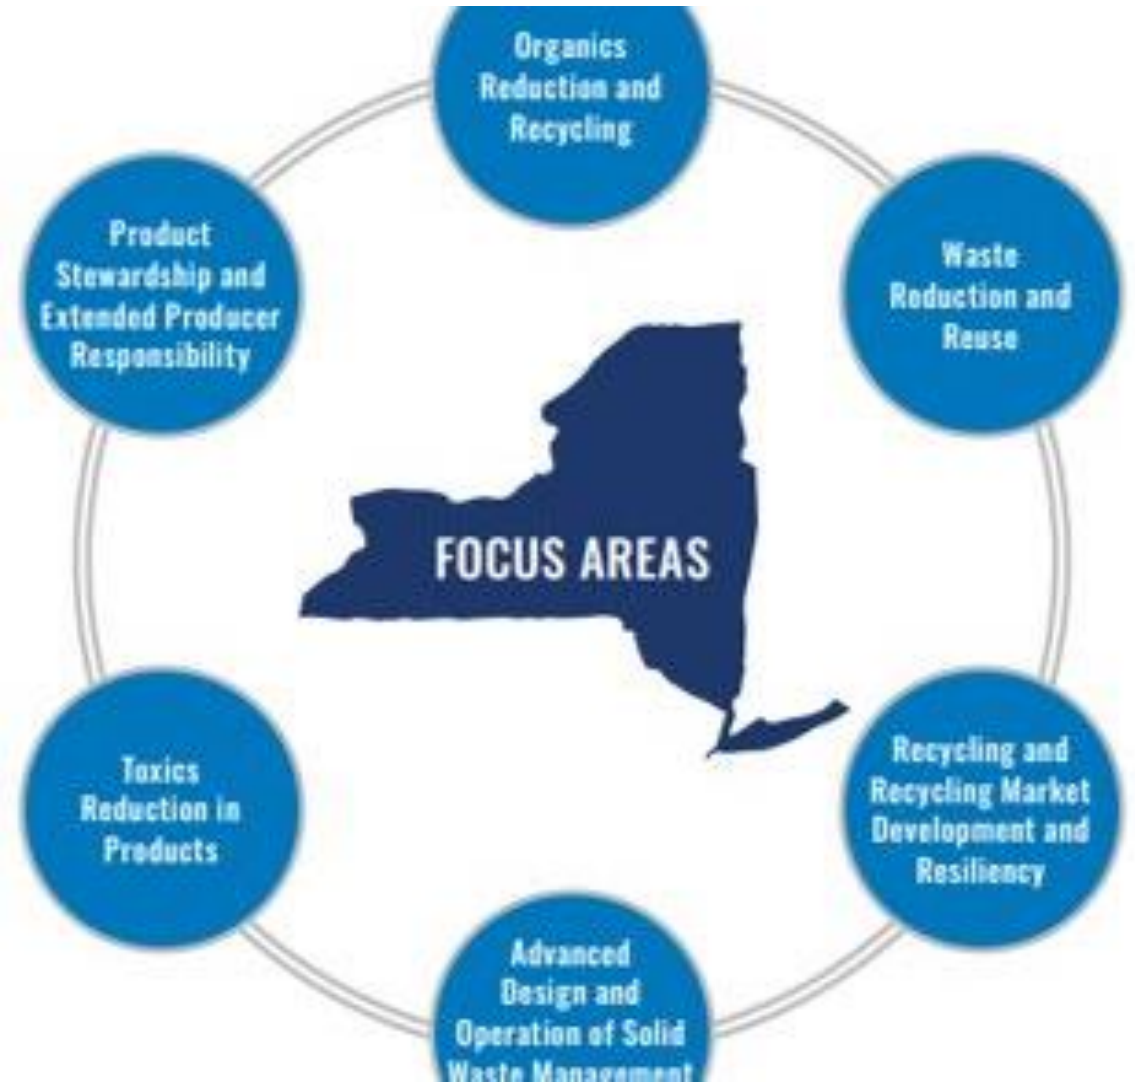 Organics
Reduction and
Recycling
Waste
Reduction and
Reuse
Recycling and
Recycling Market
Development and
Resiliency
Advanced
Design and
Operation of Solid
Waste Management
Toxics
Reduction in
Products
Product
Stewardship and
Extended Producer
Responsibility
FOCUS AREAS